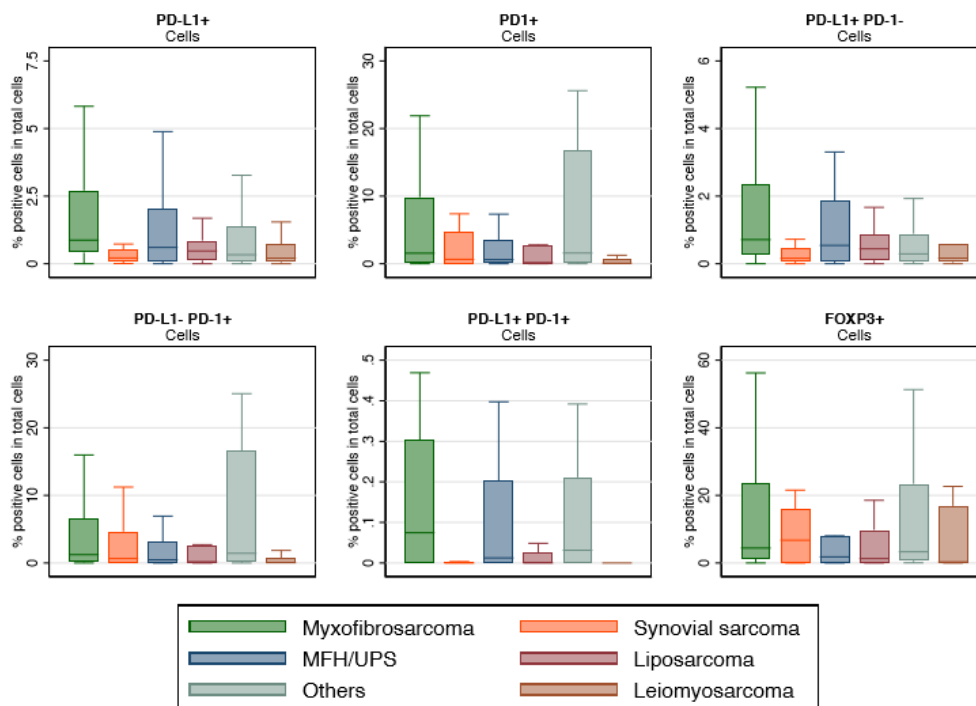 PD-L1+
Cells
% positive cells in total cells
7.5
5
2.5
0
PD1+
Cells
% positive cells in total cells
30
20
10
0
PD-L1+ PD-1-
Cells
% positive cells in total cells
6
4
2
0
PD-L1- PD-1+
Cells
% positive cells in total cells
30
20
10
0
PD-L1+ PD-1+
Cells
% positive cells in total cells
.5
.4
.3
.2
.1
0
FOXP3+
Cells
% positive cells in total cells
60
40
20
0
Myxofibrosarcoma
Synovial sarcoma
MFH/UPS
Liposarcoma
Others
Leiomyosarcoma